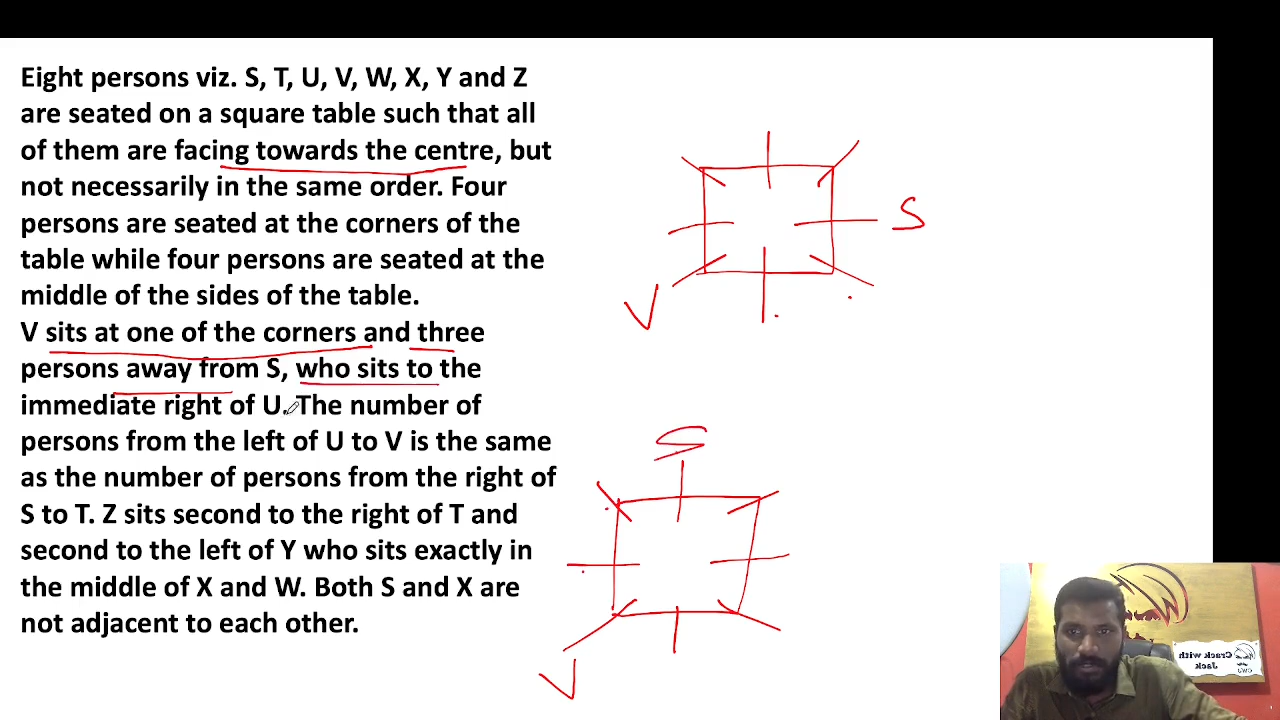 Eight persons viz. S, T, U, V, W, X, Y and Z
are seated on a square table such that all
of them are facing towards the centre, but
not necessarily in the same order. Four
persons are seated at the corners of the
table while four persons are seated at the
middle of the sides of the table.
V sits at one of the corners and three
persons away from S, who sits to the
immediate right of U. The number of
persons from the left of U to V is the same
as the number of persons from the right of
S to T. Z sits second to the right of T and
second to the left of Y who sits exactly in
the middle of X and W. Both S and X are
not adjacent to each other.
S
V
S
V
Crack with
Jack